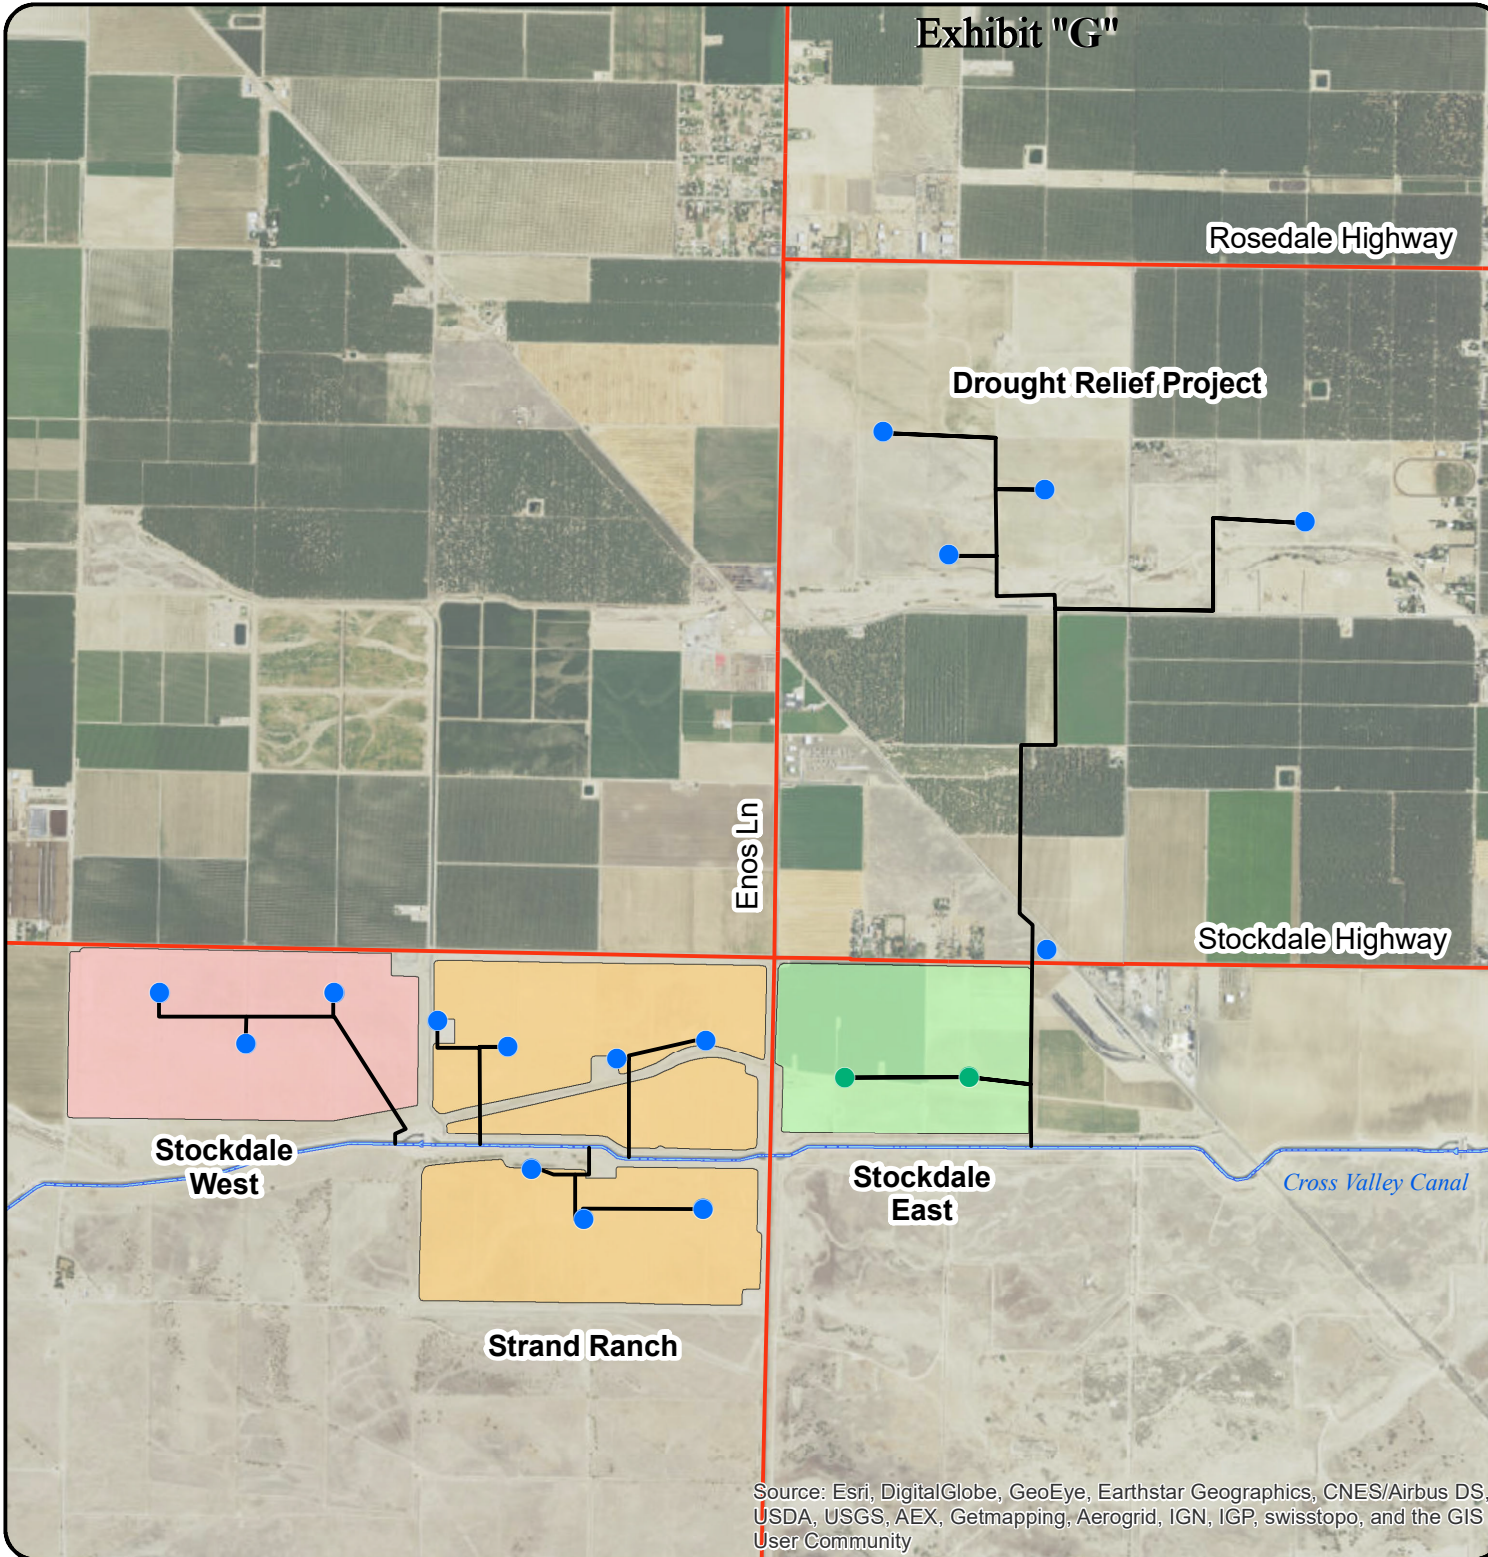 Exhibit "G"
Rosedale Highway
Drought Relief Project
Enos Ln
Stockdale Highway
Stockdale
West
Stockdale
East
Cross Valley Canal
Strand Ranch
Source: Esri, DigitalGlobe, GeoEye, Earthstar Geographics, CNES/Airbus DS,
USDA, USGS, AEX, Getmapping, Aerogrid, IGN, IGP, swisstopo, and the GIS
User Community